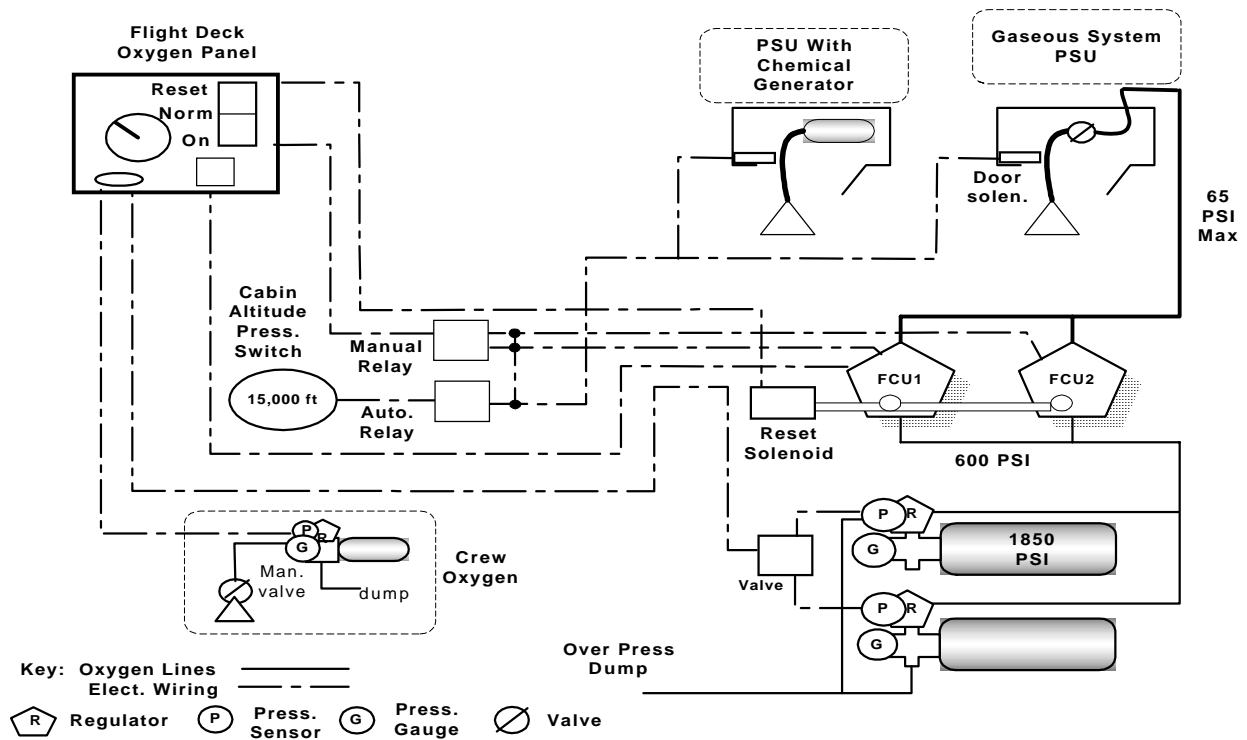 Flight Deck
Oxygen Panel
Reset
Norm
On
PSU With
Chemical
Generator
Gaseous System
PSU
Door
solen.
65
PSI
Max
Cabin
Altitude
Press.
Switch
15,000 ft
Manual
Relay
Auto.
Relay
FCU1
FCU2
Reset
Solenoid
600 PSI
P
R
G
1850
PSI
Valve
P
R
G
Over Press
Dump
P
R
G
Man.
valve
dump
Crew
Oxygen
Key: Oxygen Lines
Elect. Wiring
R Regulator P Press. Sensor G Press. Gauge Valve